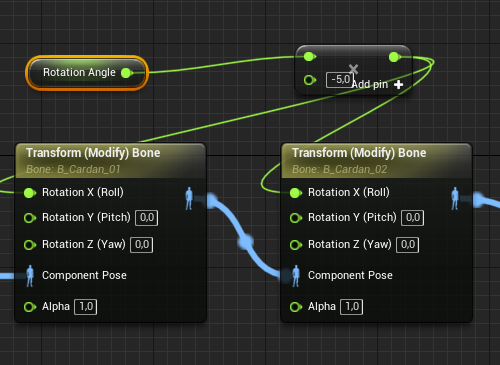 Rotation Angle
-5,0
Add pin
Transform (Modify) Bone
Bone: B_Cardan_01
Rotation X (Roll)
Rotation Y (Pitch) 0,0
Rotation Z (Yaw) 0,0
Component Pose
Alpha 1,0
Transform (Modify) Bone
Bone: B_Cardan_02
Rotation X (Roll)
Rotation Y (Pitch) 0,0
Rotation Z (Yaw) 0,0
Component Pose
Alpha 1,0